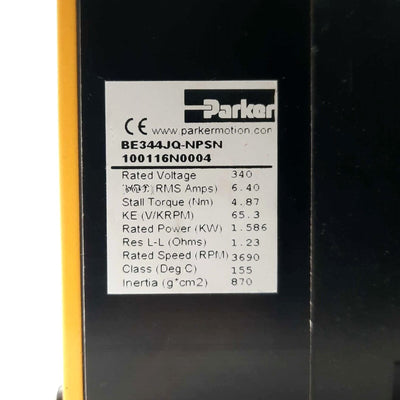 Parker
CE www.parkermotion.com
BE344JQ-NPSN
100116N0004
Rated Voltage 340
RMS Amps) 6.40
Stall Torque (Nm) 4.87
KE (V/KRPM) 65.3
Rated Power (KW) 1.586
Res L-L (Ohms) 1.23
Rated Speed (RPM) 3690
Class (Deg C) 155
Inertia (g*cm2) 870